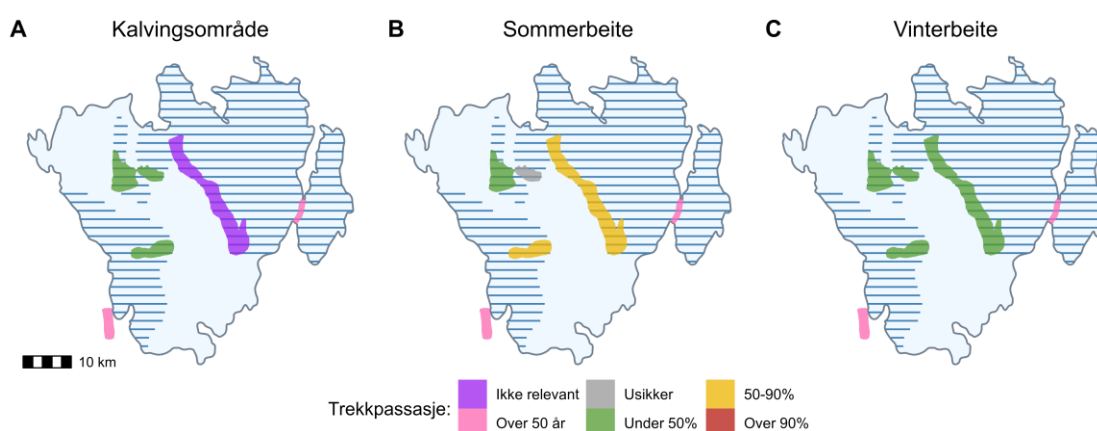 A Kalvingsområde
B Sommerbeite
C Vinterbeite
10 km
Trekkpassasje:
Ikke relevant
Usikker
50-90%
Over 50 år
Under 50%
Over 90%